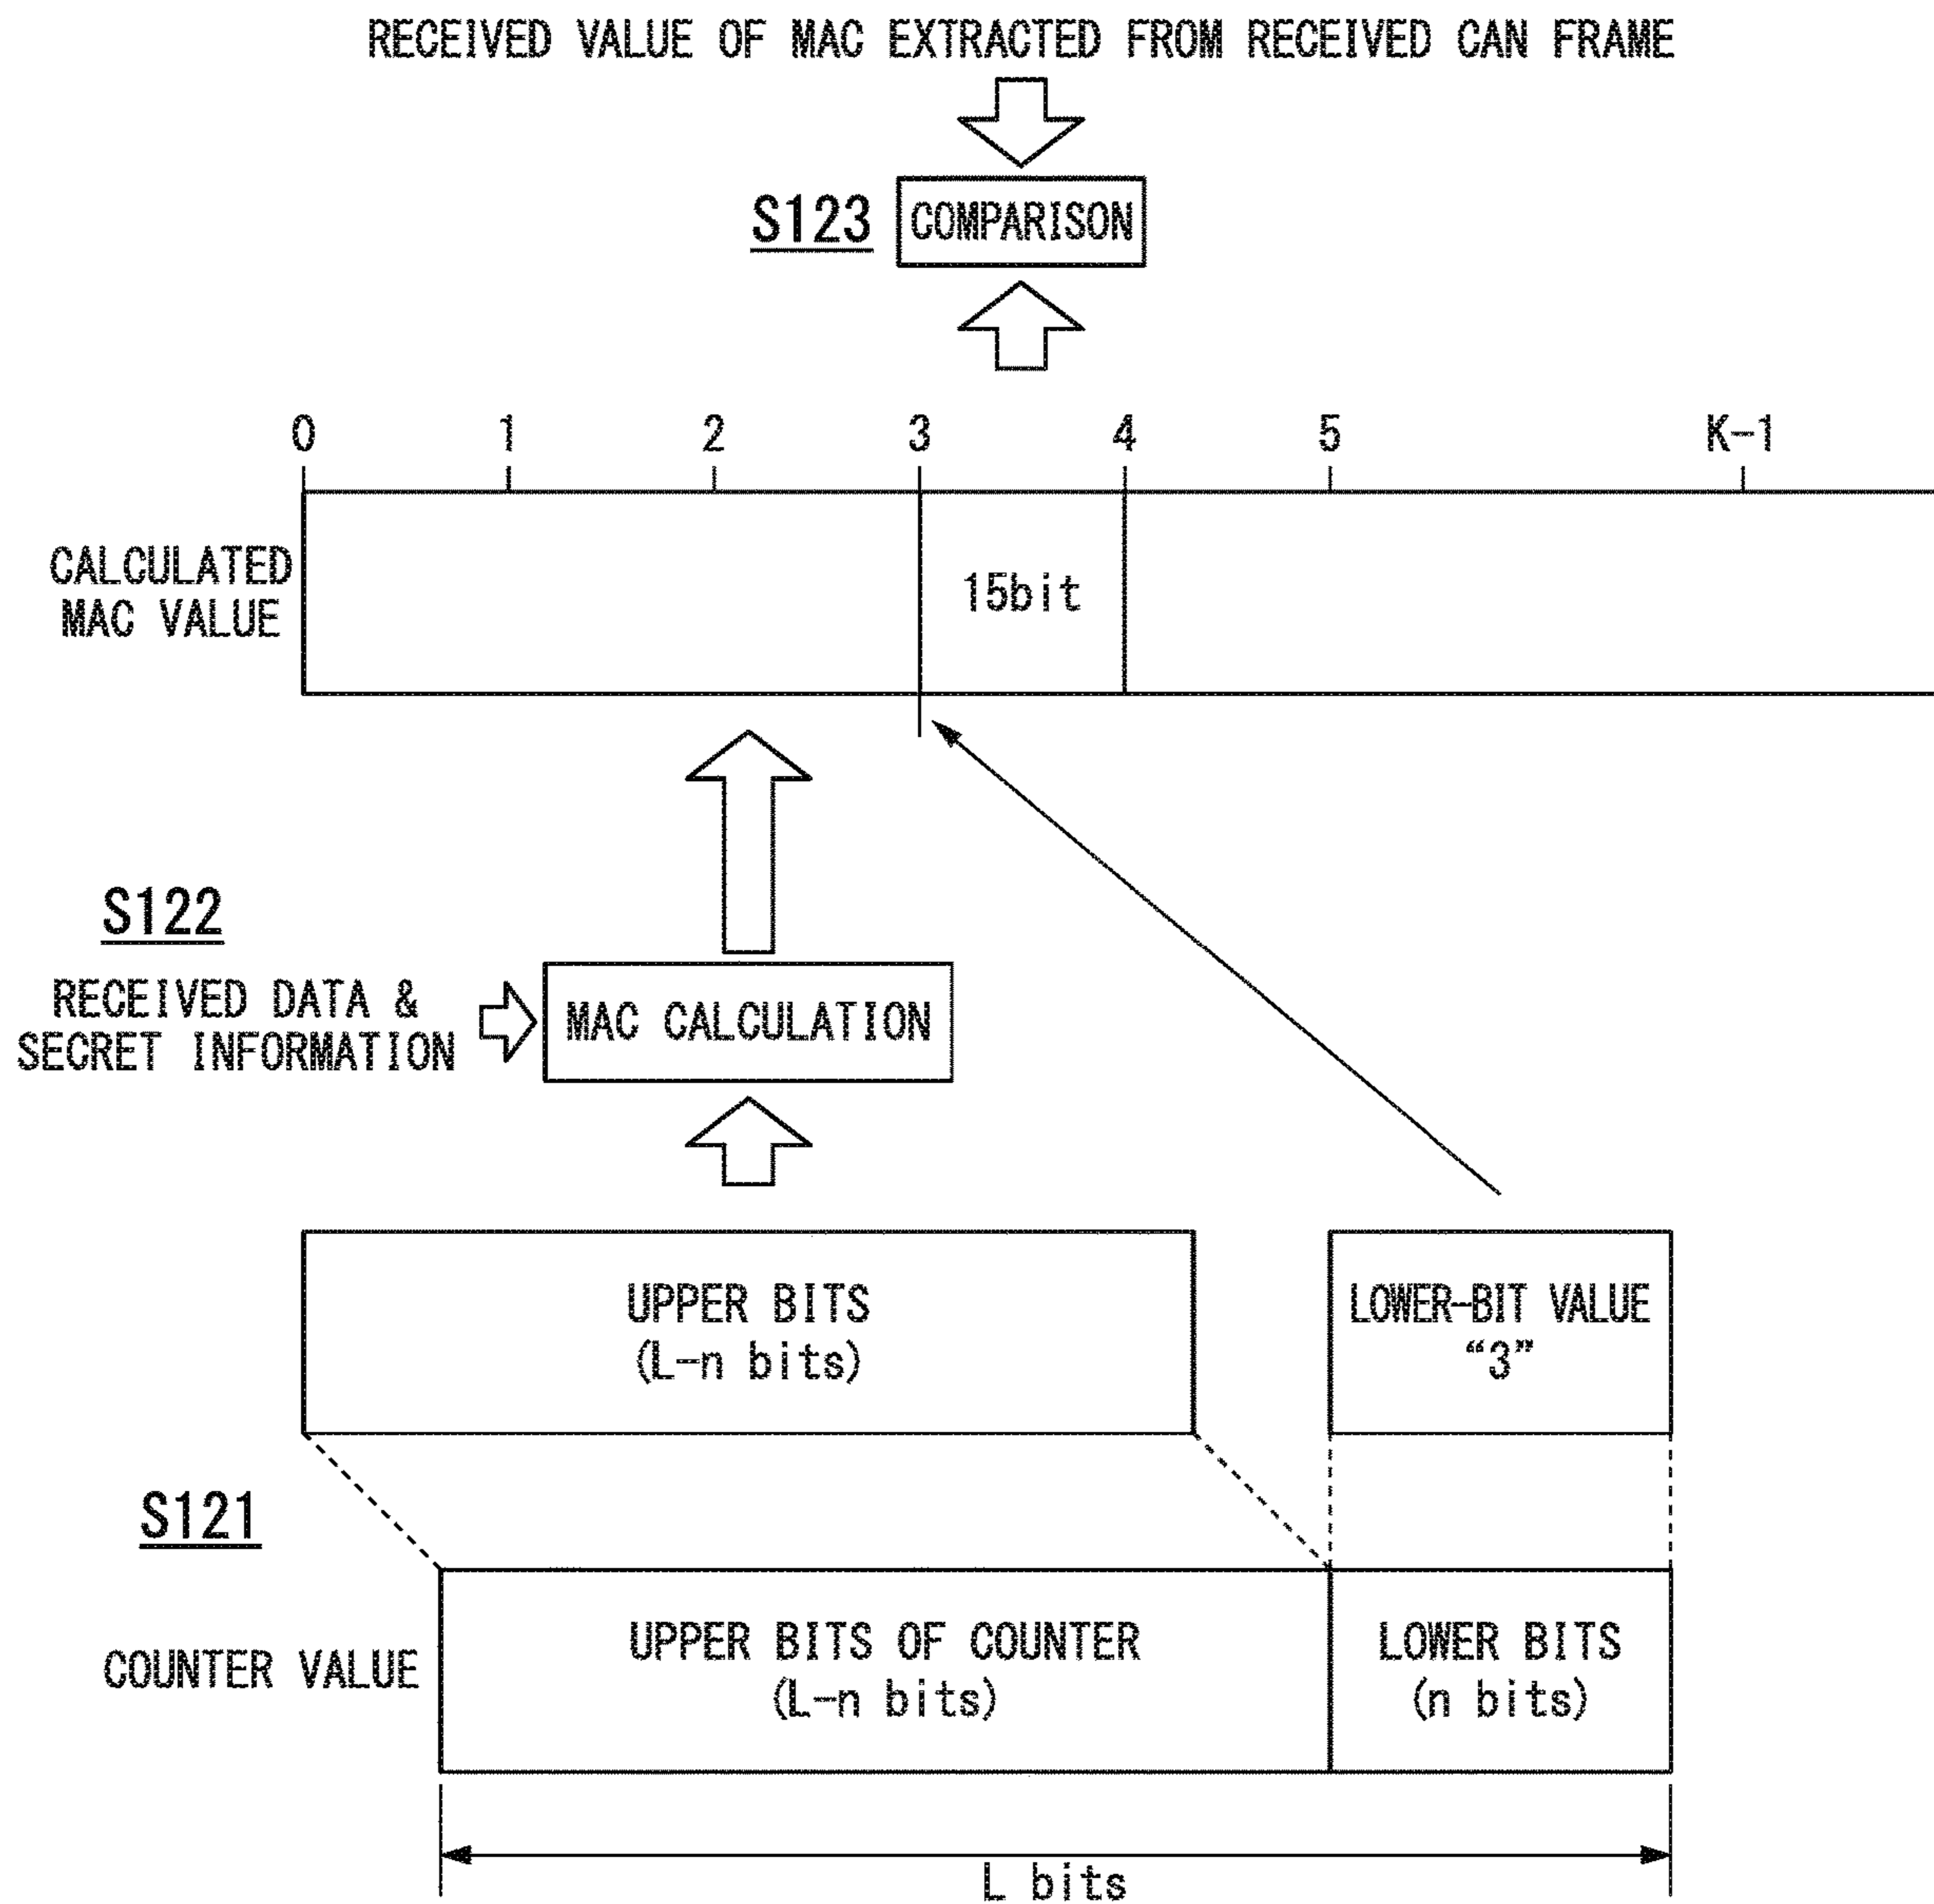 RECEIVED VALUE OF MAC EXTRACTED FROM RECEIVED CAN FRAME
S123
COMPARISON
0 1 2 3 4 5 K-1
CALCULATED
MAC VALUE
15bit
S122
RECEIVED DATA &
SECRET INFORMATION
MAC CALCULATION
UPPER BITS
(L-n bits)
LOWER-BIT VALUE
“3”
S121
COUNTER VALUE
UPPER BITS OF COUNTER
(L-n bits)
LOWER BITS
(n bits)
L bits